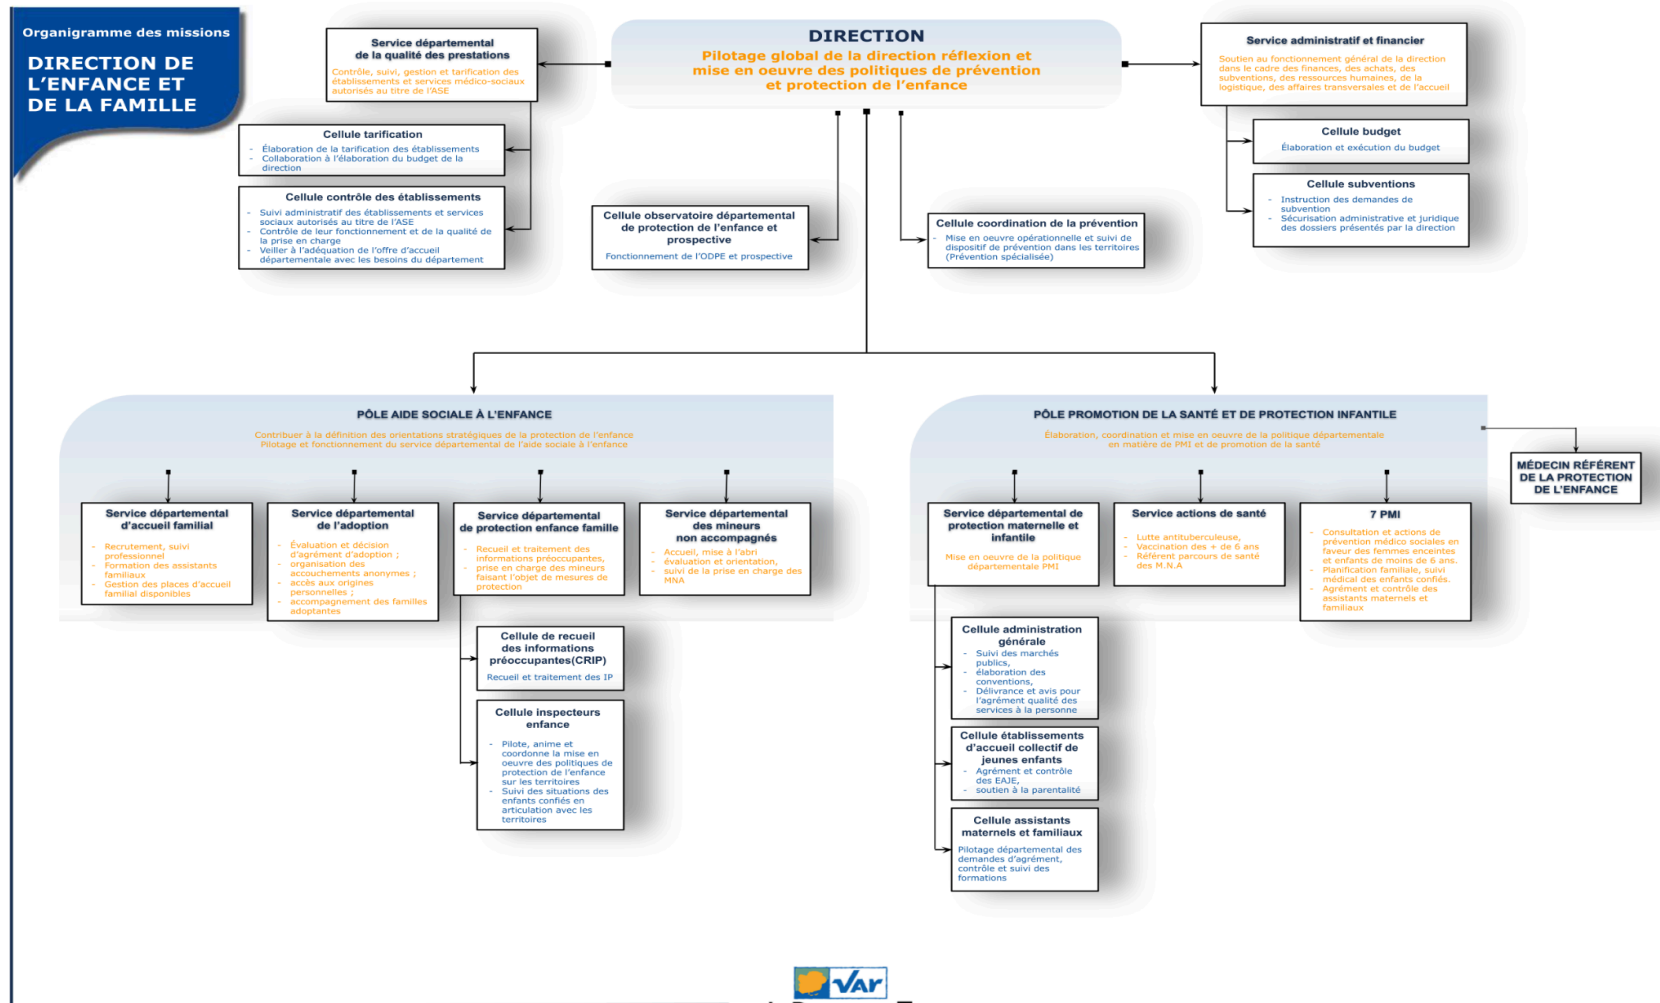 Organigramme des missions
DIRECTION DE
L'ENFANCE ET
DE LA FAMILLE
DIRECTION
Pilotage global de la direction réflexion et
mise en oeuvre des politiques de prévention
et protection de l'enfance
Service départemental
de la qualité des prestations
Contrôle, suivi, gestion et tarification des
établissements et services médico-sociaux
autorisés au titre de l'ASE
Cellule tarification
- Élaboration de la tarification des établissements
- Collaboration à l'élaboration du budget de la
direction
Cellule contrôle des établissements
- Suivi administratif des établissements et services
sociaux autorisés au titre de l'ASE
- Contrôle de leur fonctionnement et de la qualité de
la prise en charge
- Veiller à l'adéquation de l'offre d'accueil
départementale avec les besoins du département
Cellule observatoire départemental
de protection de l'enfance et
prospective
Fonctionnement de l'ODPE et prospective
Cellule coordination de la prévention
- Mise en oeuvre opérationnelle et suivi de
dispositif de prévention dans les territoires
(Prévention spécialisée)
Service administratif et financier
Soutien au fonctionnement général de la direction
dans le cadre des finances, des achats, des
subventions, des ressources humaines, de la
logistique, des affaires transversales et de l'accueil
Cellule budget
Élaboration et exécution du budget
Cellule subventions
- Instruction des demandes de
subvention
- Sécurisation administrative et juridique
des dossiers présentés par la direction
PÔLE AIDE SOCIALE À L'ENFANCE
Contribuer à la définition des orientations stratégiques de la protection de l'enfance
Pilotage et fonctionnement du service départemental de l'aide sociale à l'enfance
Service départemental
d'accueil familial
- Recrutement, suivi
professionnel
- Formation des assistants
familiaux
- Gestion des places d'accueil
familial disponibles
Service départemental
de l'adoption
- Évaluation et décision
d'agrément d'adoption ;
- organisation des
accouchements anonymes ;
- accès aux origines
personnelles ;
- accompagnement des familles
adoptantes
Service départemental
de protection enfance famille
- Recueil et traitement des
informations préoccupantes,
- prise en charge des mineurs
faisant l'objet de mesures de
protection
Cellule de recueil
des informations
préoccupantes(CRIP)
Recueil et traitement des IP
Cellule inspecteurs
enfance
- Pilote, anime et
coordonne la mise en
oeuvre des politiques de
protection de l'enfance
sur les territoires
- Suivi des situations des
enfants confiés en
articulation avec les
territoires
Service départemental
des mineurs
non accompagnés
- Accueil, mise à l'abri
- évaluation et orientation,
- suivi de la prise en charge des
MNA
PÔLE PROMOTION DE LA SANTÉ ET DE PROTECTION INFANTILE
Élaboration, coordination et mise en oeuvre de la politique départementale
en matière de PMI et de promotion de la santé
MÉDECIN RÉFÉRENT
DE LA PROTECTION
DE L'ENFANCE
Service départemental de
protection maternelle et
infantile
Mise en oeuvre de la politique
départementale PMI
Cellule administration
générale
- Suivi des marchés
publics,
- élaboration des
conventions,
- Délivrance et avis pour
l'agrément qualité des
services à la personne
Cellule établissements
d'accueil collectif de
jeunes enfants
- Agrément et contrôle
des EAJE,
- soutien à la parentalité
Cellule assistants
maternels et familiaux
Pilotage départemental des
demandes d'agrément,
contrôle et suivi des
formations
Service actions de santé
- Lutte antituberculeuse,
- Vaccination des + de 6 ans
- Référent parcours de santé
des M.N.A
7 PMI
- Consultation et actions de
prévention médico sociales en
faveur des femmes enceintes
et enfants de moins de 6 ans.
- Planification familiale, suivi
médical des enfants confiés.
- Agrément et contrôle des
assistants maternels et
familiaux
VAR